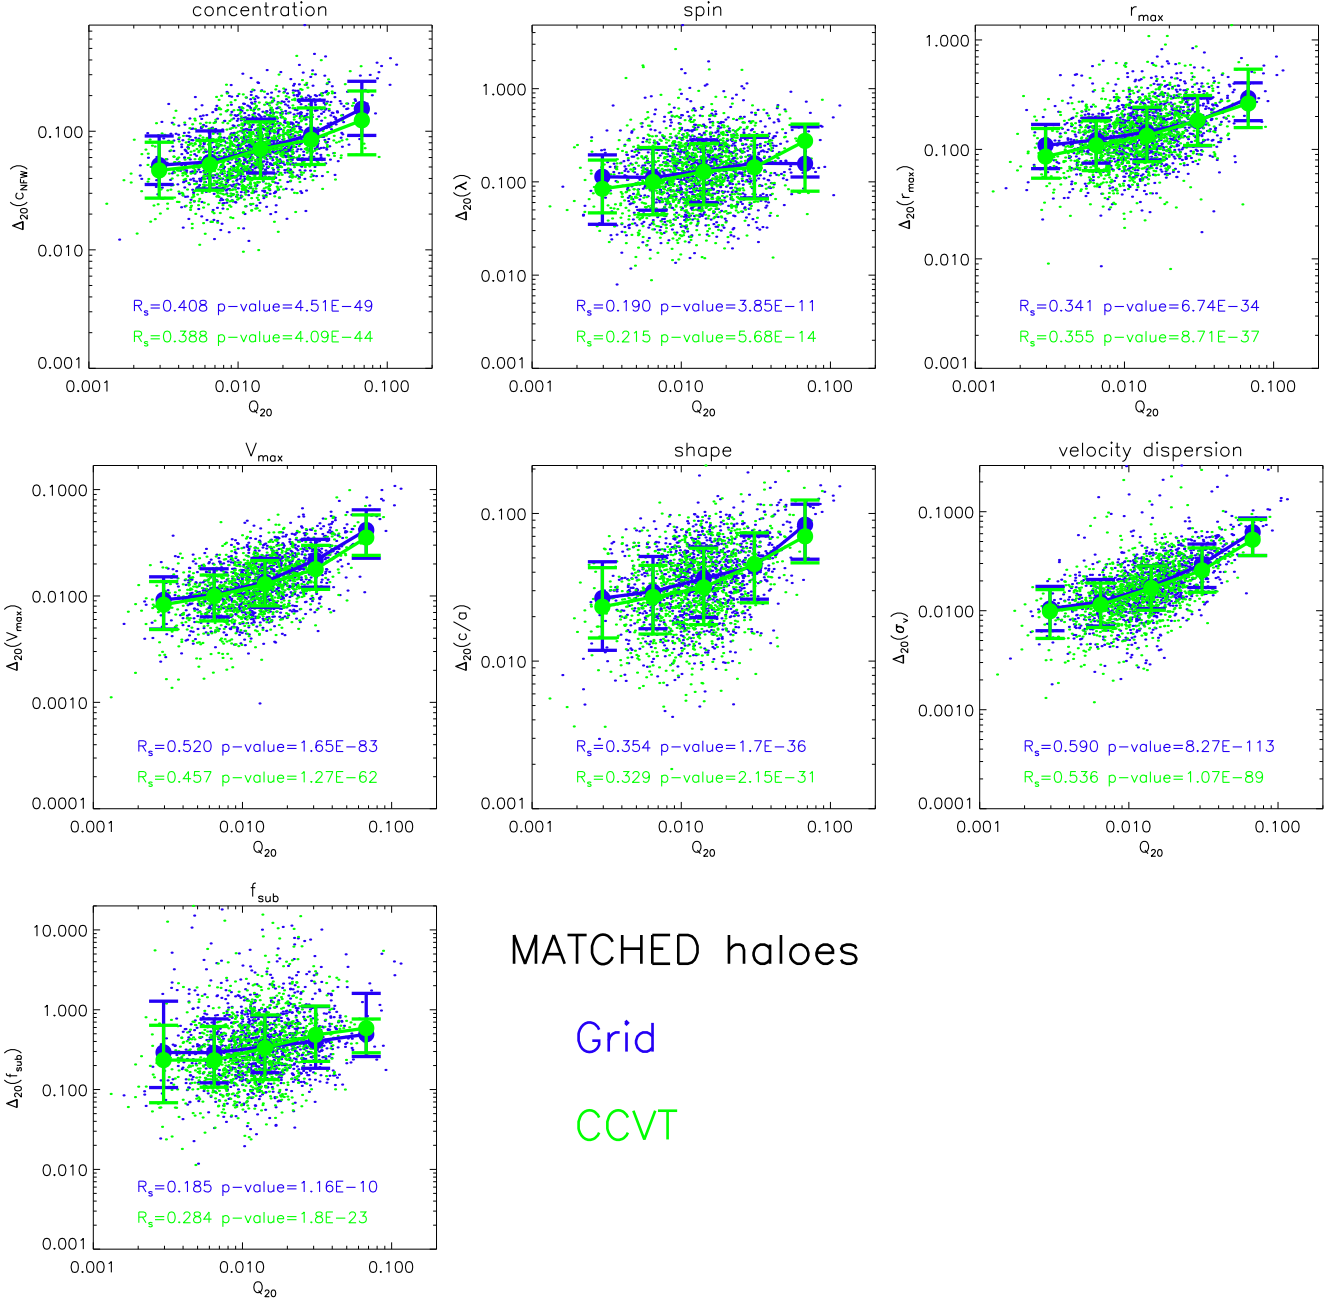 concentration
Δ20(cNFW)
0.100
0.010
0.001
Rs=0.408 p-value=4.51E-49
Rs=0.388 p-value=4.09E-44
0.001 0.010 0.100
Q20
spin
Δ20(λ)
1.000
0.100
0.010
0.001
Rs=0.190 p-value=3.85E-11
Rs=0.215 p-value=5.68E-14
0.001 0.010 0.100
Q20
rmax
Δ20(rmax)
1.000
0.100
0.010
0.001
Rs=0.341 p-value=6.74E-34
Rs=0.355 p-value=8.71E-37
0.001 0.010 0.100
Q20
Vmax
Δ20(Vmax)
0.1000
0.0100
0.0010
0.0001
Rs=0.520 p-value=1.65E-83
Rs=0.457 p-value=1.27E-62
0.001 0.010 0.100
Q20
shape
Δ20(c/a)
0.100
0.010
0.001
Rs=0.354 p-value=1.7E-36
Rs=0.329 p-value=2.15E-31
0.001 0.010 0.100
Q20
velocity dispersion
Δ20(σv)
0.1000
0.0100
0.0010
0.0001
Rs=0.590 p-value=8.27E-113
Rs=0.536 p-value=1.07E-89
0.001 0.010 0.100
Q20
fsub
Δ20(fsub)
10.000
1.000
0.100
0.010
0.001
Rs=0.185 p-value=1.16E-10
Rs=0.284 p-value=1.8E-23
0.001 0.010 0.100
Q20
MATCHED haloes
Grid
CCVT